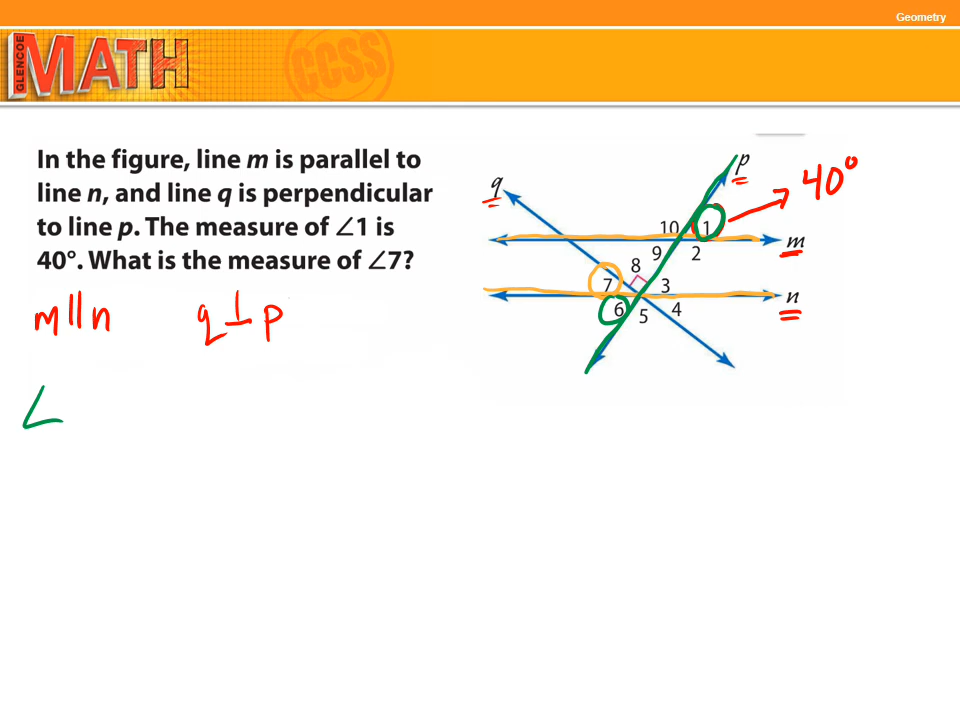 Geometry
GLENCOE
MATH
CCSS
In the figure, line m is parallel to
line n, and line q is perpendicular
to line p. The measure of ∠1 is
40°. What is the measure of ∠7?
m||n
q⊥p
∠
q
p
40°
10
1
m
9
2
8
7
3
n
6
5
4